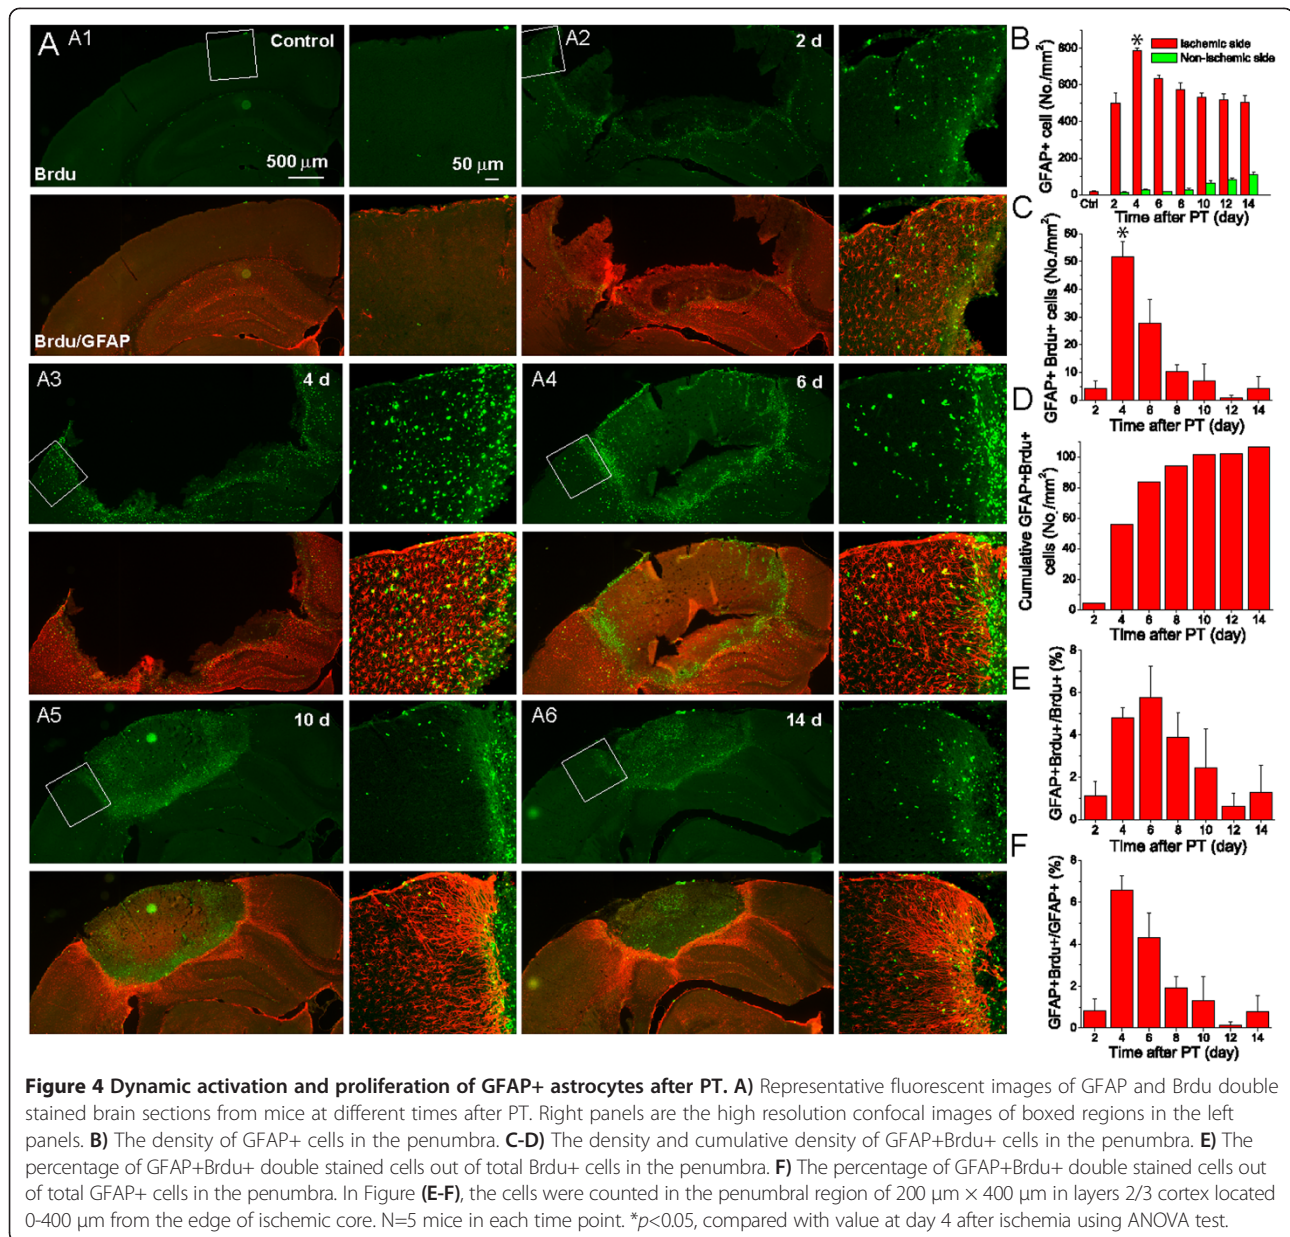 A
A1
Control
500 µm
Brdu
50 µm
A2
2 d
Brdu/GFAP
A3
4 d
A4
6 d
A5
10 d
A6
14 d
B
GFAP+ cell (No./mm²)
800
600
400
200
0
*
Ischemic side
Non-ischemic side
Ctrl 2 4 6 8 10 12 14
Time after PT (day)
C
GFAP+ Brdu+ cells (No./mm²)
60
50
40
30
20
10
0
*
2 4 6 8 10 12 14
Time after PT (day)
D
Cumulative GFAP+Brdu+
cells (No./mm²)
100
80
60
40
20
0
2 4 6 8 10 12 14
Time after PT (day)
E
GFAP+Brdu+/Brdu+ (%)
8
6
4
2
0
2 4 6 8 10 12 14
Time after PT (day)
F
GFAP+Brdu+/GFAP+ (%)
8
6
4
2
0
2 4 6 8 10 12 14
Time after PT (day)
Figure 4 Dynamic activation and proliferation of GFAP+ astrocytes after PT. A) Representative fluorescent images of GFAP and Brdu double
stained brain sections from mice at different times after PT. Right panels are the high resolution confocal images of boxed regions in the left
panels. B) The density of GFAP+ cells in the penumbra. C-D) The density and cumulative density of GFAP+Brdu+ cells in the penumbra. E) The
percentage of GFAP+Brdu+ double stained cells out of total Brdu+ cells in the penumbra. F) The percentage of GFAP+Brdu+ double stained cells out
of total GFAP+ cells in the penumbra. In Figure (E-F), the cells were counted in the penumbral region of 200 µm × 400 µm in layers 2/3 cortex located
0-400 µm from the edge of ischemic core. N=5 mice in each time point. *p<0.05, compared with value at day 4 after ischemia using ANOVA test.